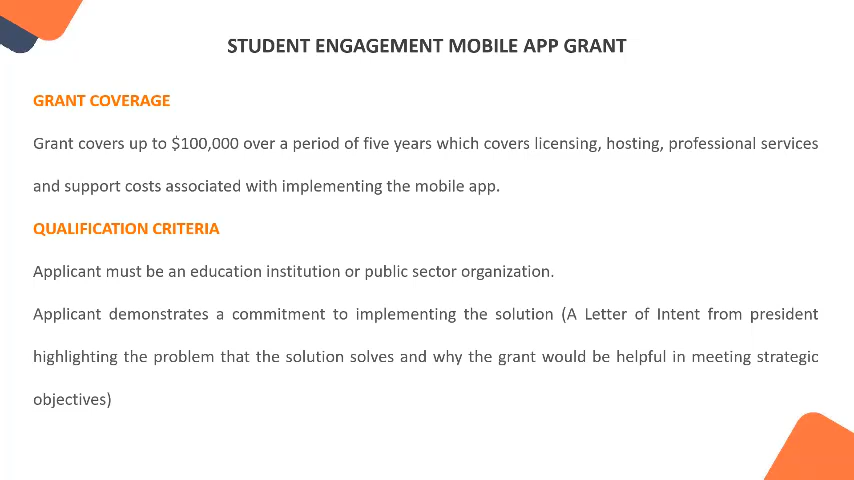 STUDENT ENGAGEMENT MOBILE APP GRANT
GRANT COVERAGE
Grant covers up to $100,000 over a period of five years which covers licensing, hosting, professional services
and support costs associated with implementing the mobile app.
QUALIFICATION CRITERIA
Applicant must be an education institution or public sector organization.
Applicant demonstrates a commitment to implementing the solution (A Letter of Intent from president
highlighting the problem that the solution solves and why the grant would be helpful in meeting strategic
objectives)